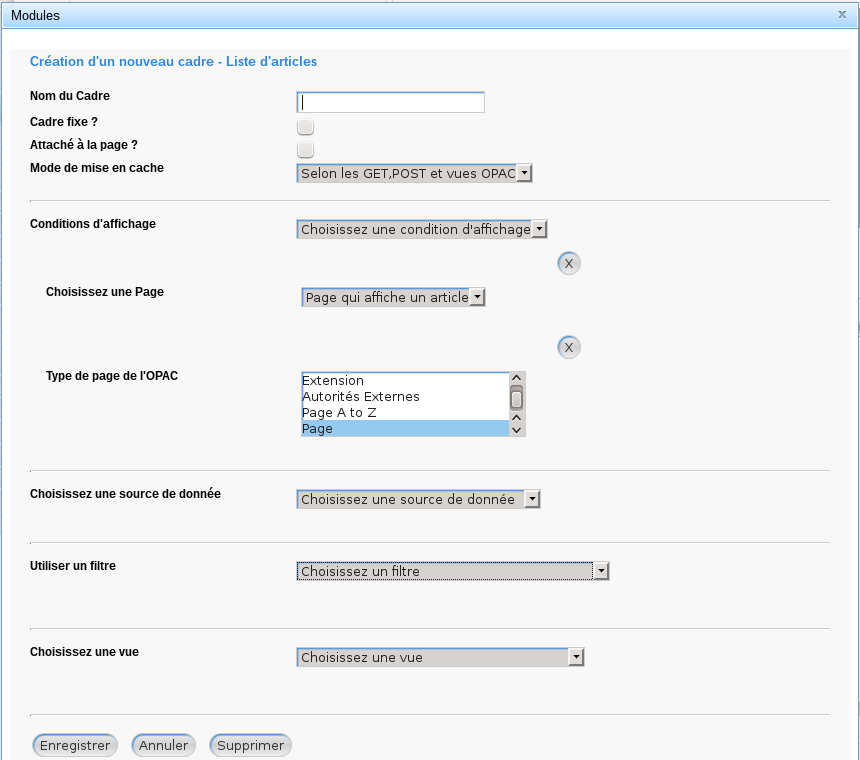 Modules x
Création d'un nouveau cadre - Liste d'articles
Nom du Cadre
Cadre fixe ?
Attaché à la page ?
Mode de mise en cache Selon les GET,POST et vues OPAC
Conditions d'affichage Choisissez une condition d'affichage
X
Choisissez une Page Page qui affiche un article
X
Type de page de l'OPAC
Extension
Autorités Externes
Page A to Z
Page
Choisissez une source de donnée Choisissez une source de donnée
Utiliser un filtre Choisissez un filtre
Choisissez une vue Choisissez une vue
Enregistrer Annuler Supprimer